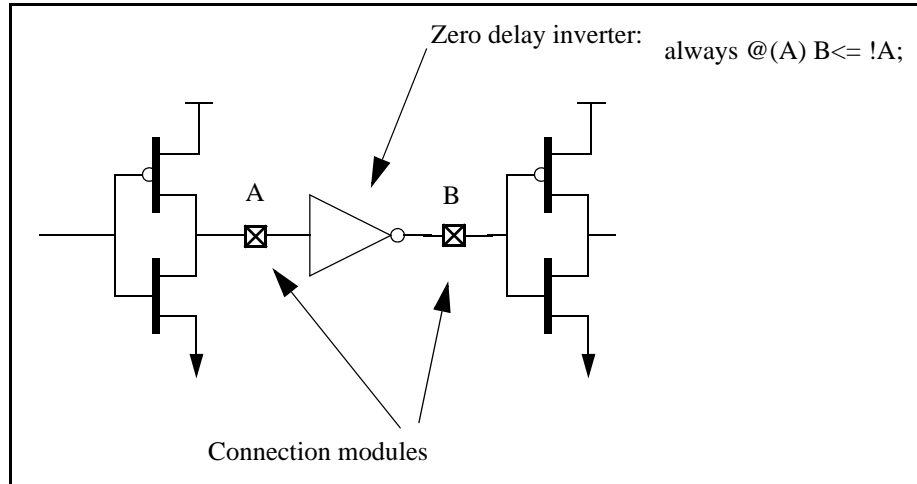 Zero delay inverter:
always @(A) B<= !A;
A
B
Connection modules